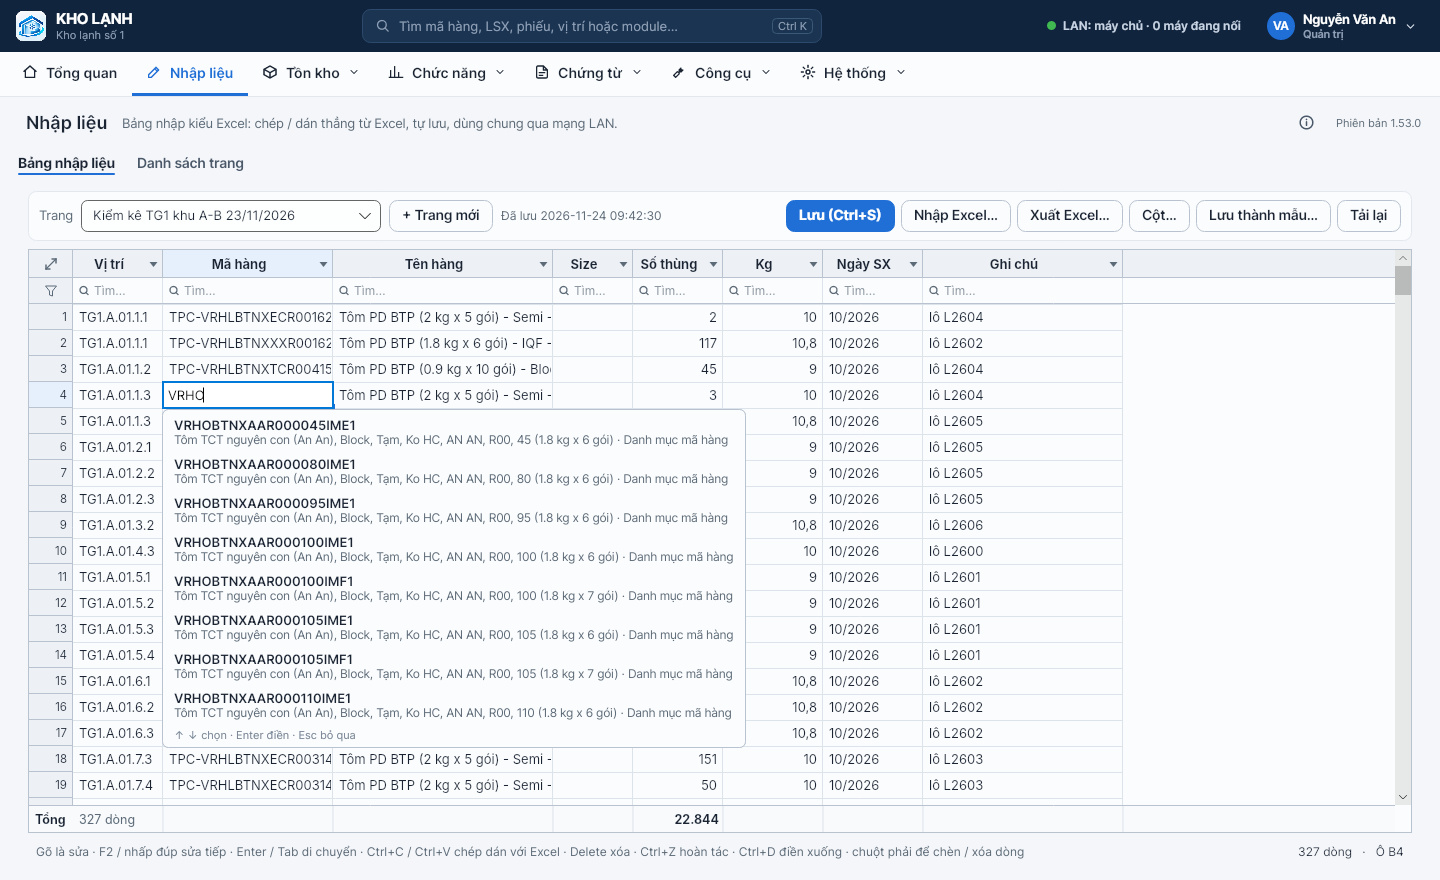 KHO LẠNH
Kho lạnh số 1
Tìm mã hàng, LSX, phiếu, vị trí hoặc module... Ctrl K
LAN: máy chủ · 0 máy đang nối
VA Nguyễn Văn An
Quản trị
Tổng quan Nhập liệu Tồn kho Chức năng Chứng từ Công cụ Hệ thống
Nhập liệu Bảng nhập kiểu Excel: chép / dán thẳng từ Excel, tự lưu, dùng chung qua mạng LAN. Phiên bản 1.53.0
Bảng nhập liệu Danh sách trang
Trang Kiểm kê TG1 khu A-B 23/11/2026 + Trang mới Đã lưu 2026-11-24 09:42:30 Lưu (Ctrl+S) Nhập Excel... Xuất Excel... Cột... Lưu thành mẫu... Tải lại
Vị trí Mã hàng Tên hàng Size Số thùng Kg Ngày SX Ghi chú
Tìm... Tìm... Tìm... Tìm... Tìm... Tìm... Tìm... Tìm...
1 TG1.A.01.1.1 TPC-VRHLBTNXECR00162 Tôm PD BTP (2 kg x 5 gói) - Semi - 2 10 10/2026 lô L2604
2 TG1.A.01.1.1 TPC-VRHLBTNXXXR00162 Tôm PD BTP (1.8 kg x 6 gói) - IQF - 117 10,8 10/2026 lô L2602
3 TG1.A.01.1.2 TPC-VRHLBTNXTCR00415 Tôm PD BTP (0.9 kg x 10 gói) - Blo 45 9 10/2026 lô L2604
4 TG1.A.01.1.3 VRHO Tôm PD BTP (2 kg x 5 gói) - Semi - 3 10 10/2026 lô L2604
5 TG1.A.01.1.3 10,8 10/2026 lô L2602
6 TG1.A.01.2.1 9 10/2026 lô L2605
7 TG1.A.01.2.2 9 10/2026 lô L2605
8 TG1.A.01.2.3 9 10/2026 lô L2605
9 TG1.A.01.3.2 10,8 10/2026 lô L2606
10 TG1.A.01.4.3 10 10/2026 lô L2600
11 TG1.A.01.5.1 9 10/2026 lô L2601
12 TG1.A.01.5.2 9 10/2026 lô L2601
13 TG1.A.01.5.3 9 10/2026 lô L2601
14 TG1.A.01.5.4 9 10/2026 lô L2601
15 TG1.A.01.6.1 10,8 10/2026 lô L2602
16 TG1.A.01.6.2 10,8 10/2026 lô L2602
17 TG1.A.01.6.3 10,8 10/2026 lô L2602
VRHOBTNXAAR000045IME1
Tôm TCT nguyên con (An An), Block, Tạm, Ko HC, AN AN, R00, 45 (1.8 kg x 6 gói) · Danh mục mã hàng
VRHOBTNXAAR000080IME1
Tôm TCT nguyên con (An An), Block, Tạm, Ko HC, AN AN, R00, 80 (1.8 kg x 6 gói) · Danh mục mã hàng
VRHOBTNXAAR000095IME1
Tôm TCT nguyên con (An An), Block, Tạm, Ko HC, AN AN, R00, 95 (1.8 kg x 6 gói) · Danh mục mã hàng
VRHOBTNXAAR000100IME1
Tôm TCT nguyên con (An An), Block, Tạm, Ko HC, AN AN, R00, 100 (1.8 kg x 6 gói) · Danh mục mã hàng
VRHOBTNXAAR000100IMF1
Tôm TCT nguyên con (An An), Block, Tạm, Ko HC, AN AN, R00, 100 (1.8 kg x 7 gói) · Danh mục mã hàng
VRHOBTNXAAR000105IME1
Tôm TCT nguyên con (An An), Block, Tạm, Ko HC, AN AN, R00, 105 (1.8 kg x 6 gói) · Danh mục mã hàng
VRHOBTNXAAR000105IMF1
Tôm TCT nguyên con (An An), Block, Tạm, Ko HC, AN AN, R00, 105 (1.8 kg x 7 gói) · Danh mục mã hàng
VRHOBTNXAAR000110IME1
Tôm TCT nguyên con (An An), Block, Tạm, Ko HC, AN AN, R00, 110 (1.8 kg x 6 gói) · Danh mục mã hàng
↑ ↓ chọn · Enter điền · Esc bỏ qua
18 TG1.A.01.7.3 TPC-VRHLBTNXECR00314 Tôm PD BTP (2 kg x 5 gói) - Semi - 151 10 10/2026 lô L2603
19 TG1.A.01.7.4 TPC-VRHLBTNXECR00314 Tôm PD BTP (2 kg x 5 gói) - Semi - 50 10 10/2026 lô L2603
Tổng 327 dòng 22.844
Gõ là sửa · F2 / nhấp đúp sửa tiếp · Enter / Tab di chuyển · Ctrl+C / Ctrl+V chép dán với Excel · Delete xóa · Ctrl+Z hoàn tác · Ctrl+D điền xuống · chuột phải để chèn / xóa dòng 327 dòng · Ô B4